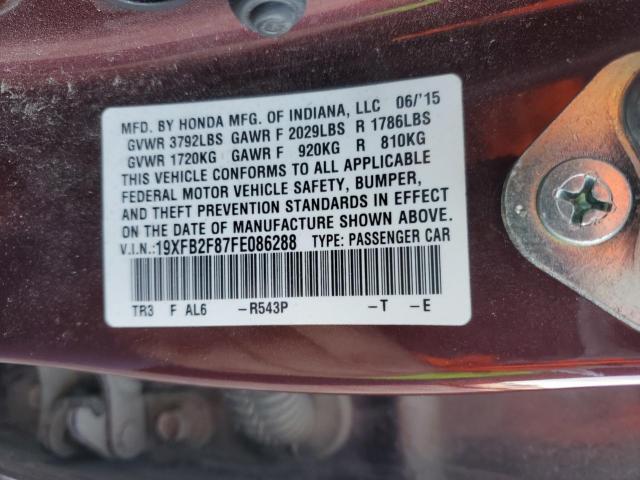 MFD. BY HONDA MFG. OF INDIANA, LLC 06/'15
GVWR 3792LBS GAWR F 2029LBS R 1786LBS
GVWR 1720KG GAWR F 920KG R 810KG
THIS VEHICLE CONFORMS TO ALL APPLICABLE
FEDERAL MOTOR VEHICLE SAFETY, BUMPER,
AND THEFT PREVENTION STANDARDS IN EFFECT
ON THE DATE OF MANUFACTURE SHOWN ABOVE.
V.I.N.:19XFB2F87FE086288 TYPE: PASSENGER CAR
TR3 F AL6 -R543P -T -E